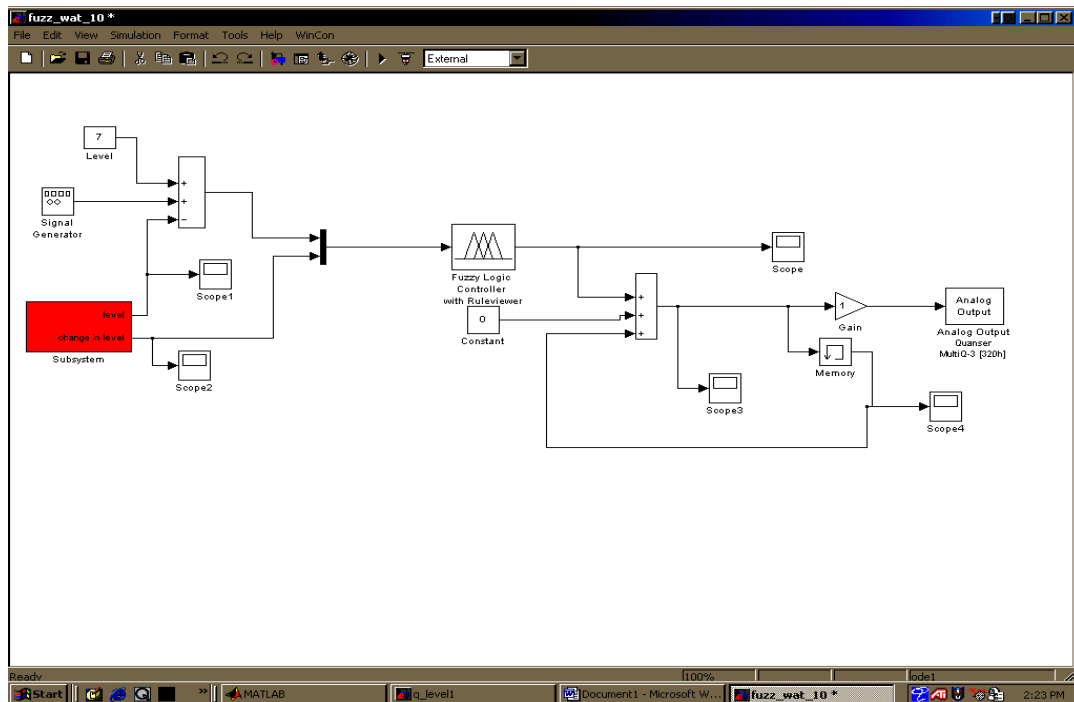 fuzz_wat_10 *
File Edit View Simulation Format Tools Help WinCon
External
7
Level
Signal
Generator
+
+
−
Scope1
level
change in level
Subsystem
Scope2
Fuzzy Logic
Controller
with Ruleviewer
0
Constant
+
+
+
Scope
Scope3
1
Gain
Memory
Scope4
Analog
Output
Analog Output
Quanser
MultiQ-3 [320h]
Ready 100% ode1
Start » MATLAB q_level1 Document1 - Microsoft W... fuzz_wat_10 * 2:23 PM